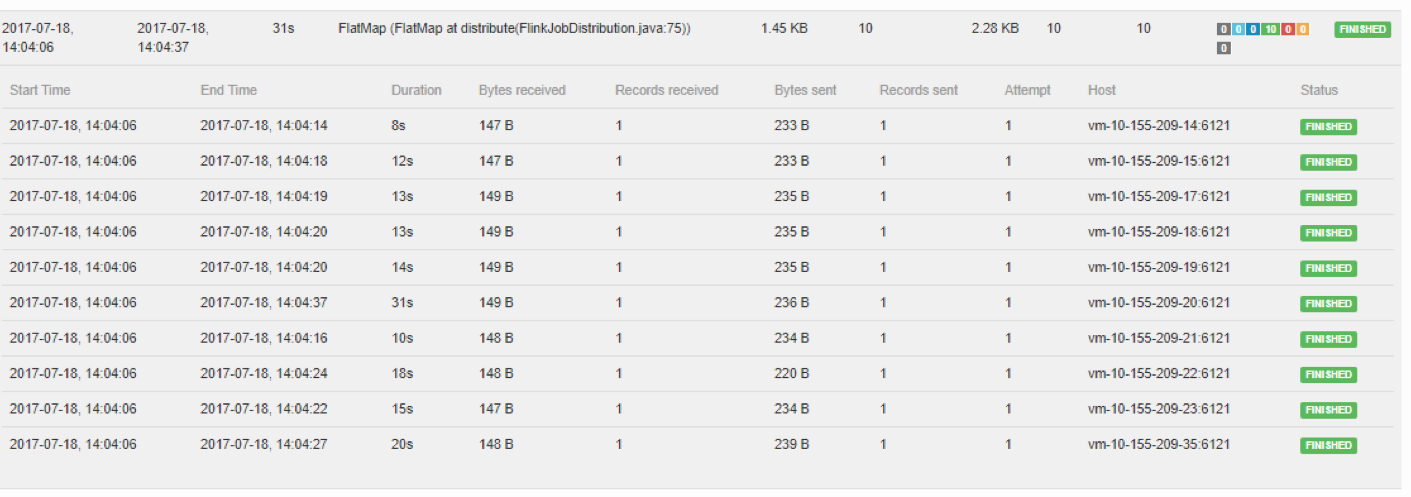 2017-07-18, 14:04:06 2017-07-18, 14:04:37 31s FlatMap (FlatMap at distribute(FlinkJobDistribution.java:75)) 1.45 KB 10 2.28 KB 10 10 0 0 0 10 0 0 0 FINISHED
Start Time End Time Duration Bytes received Records received Bytes sent Records sent Attempt Host Status
2017-07-18, 14:04:06 2017-07-18, 14:04:14 8s 147 B 1 233 B 1 1 vm-10-155-209-14:6121 FINISHED
2017-07-18, 14:04:06 2017-07-18, 14:04:18 12s 147 B 1 233 B 1 1 vm-10-155-209-15:6121 FINISHED
2017-07-18, 14:04:06 2017-07-18, 14:04:19 13s 149 B 1 235 B 1 1 vm-10-155-209-17:6121 FINISHED
2017-07-18, 14:04:06 2017-07-18, 14:04:20 13s 149 B 1 235 B 1 1 vm-10-155-209-18:6121 FINISHED
2017-07-18, 14:04:06 2017-07-18, 14:04:20 14s 149 B 1 235 B 1 1 vm-10-155-209-19:6121 FINISHED
2017-07-18, 14:04:06 2017-07-18, 14:04:37 31s 149 B 1 236 B 1 1 vm-10-155-209-20:6121 FINISHED
2017-07-18, 14:04:06 2017-07-18, 14:04:16 10s 148 B 1 234 B 1 1 vm-10-155-209-21:6121 FINISHED
2017-07-18, 14:04:06 2017-07-18, 14:04:24 18s 148 B 1 220 B 1 1 vm-10-155-209-22:6121 FINISHED
2017-07-18, 14:04:06 2017-07-18, 14:04:22 15s 147 B 1 234 B 1 1 vm-10-155-209-23:6121 FINISHED
2017-07-18, 14:04:06 2017-07-18, 14:04:27 20s 148 B 1 239 B 1 1 vm-10-155-209-35:6121 FINISHED